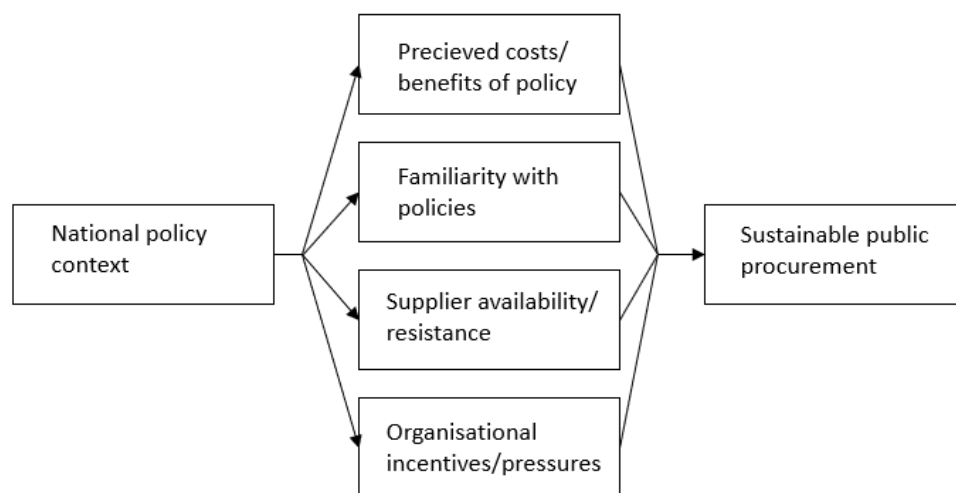 Precieved costs/
benefits of policy
Familiarity with
policies
National policy
context
Sustainable public
procurement
Supplier availability/
resistance
Organisational
incentives/pressures